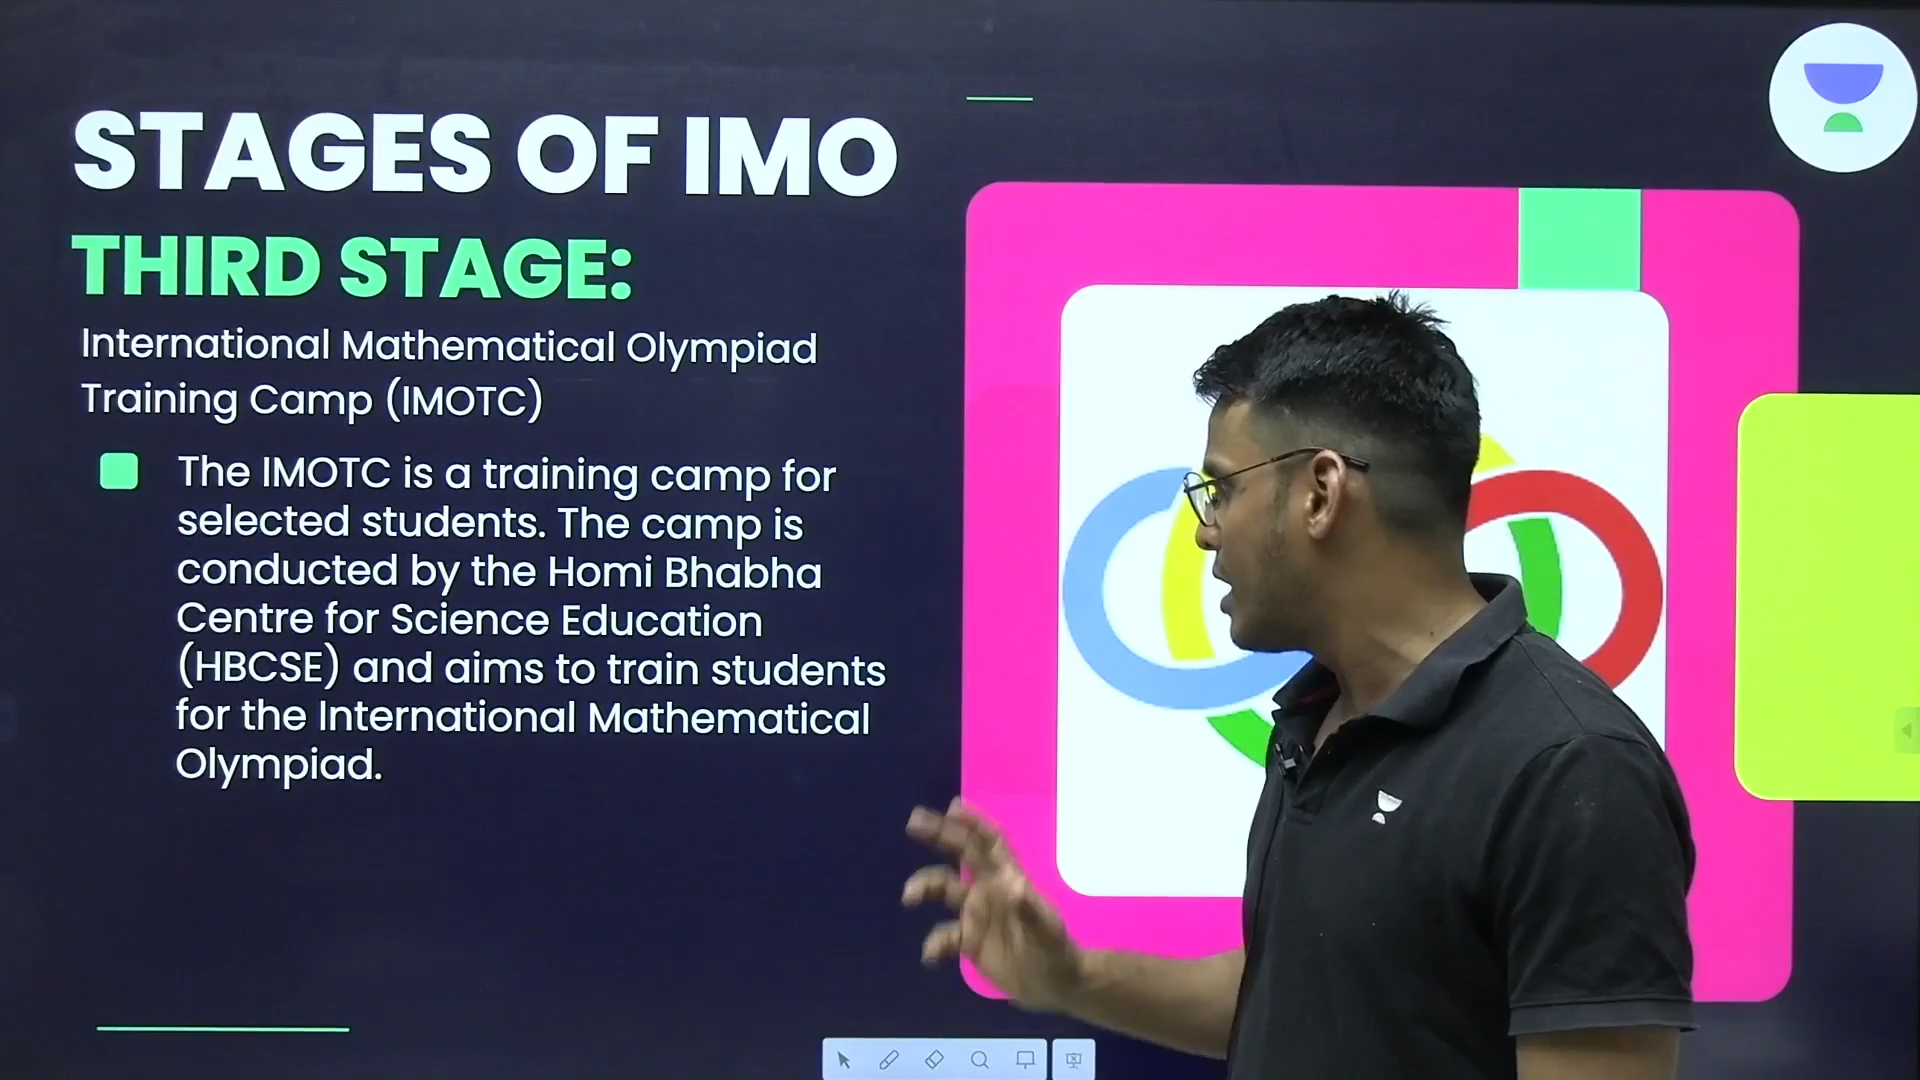 STAGES OF IMO
THIRD STAGE:
International Mathematical Olympiad
Training Camp (IMOTC)
The IMOTC is a training camp for
selected students. The camp is
conducted by the Homi Bhabha
Centre for Science Education
(HBCSE) and aims to train students
for the International Mathematical
Olympiad.